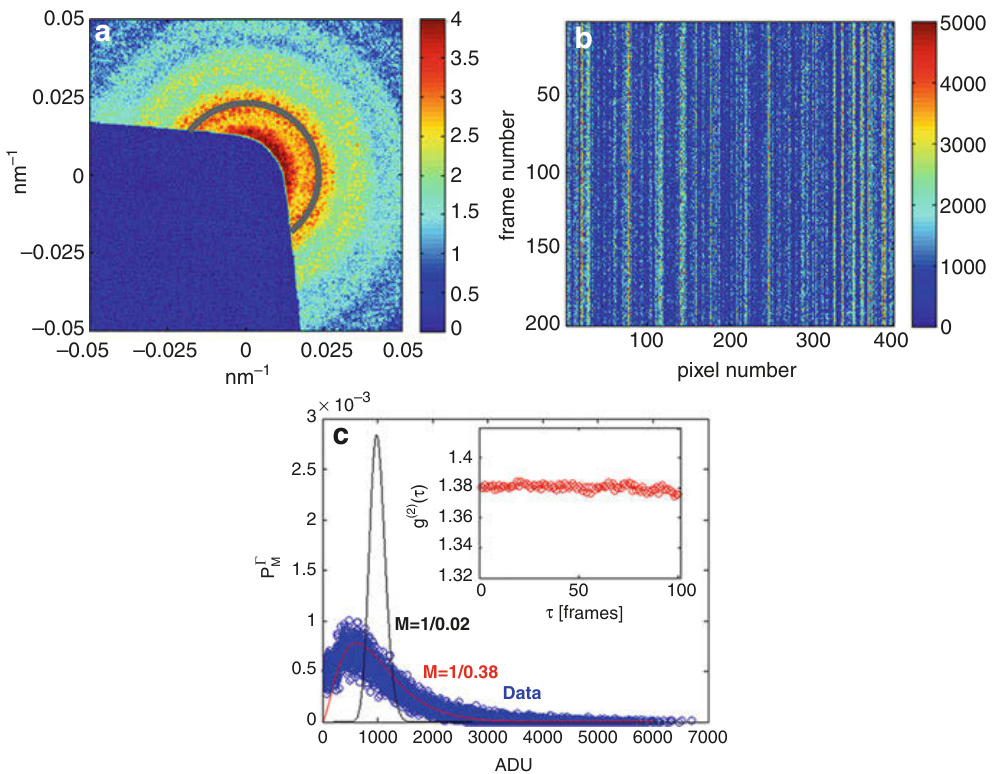 a
0.05
0.025
0
−0.025
−0.05
nm⁻¹
−0.05 −0.025 0 0.025 0.05
nm⁻¹
4
3.5
3
2.5
2
1.5
1
0.5
0
b
frame number
50
100
150
200
100 200 300 400
pixel number
5000
4000
3000
2000
1000
0
c
3 × 10⁻³
2.5
2
1.5
1
0.5
0
P_M^Γ
0 1000 2000 3000 4000 5000 6000 7000
ADU
M=1/0.02
M=1/0.38
Data
1.4
1.38
1.36
1.34
1.32
g⁽²⁾(τ)
0 50 100
τ [frames]